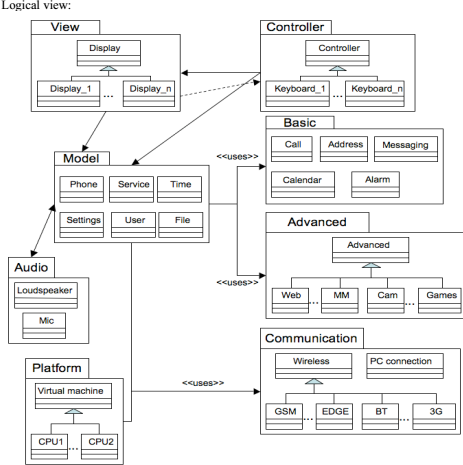 Logical view:
View
Display
Display_1
...
Display_n
Controller
Controller
Keyboard_1
...
Keyboard_n
Basic
Call
Address
Messaging
Calendar
Alarm
<<uses>>
Model
Phone
Service
Time
Settings
User
File
Advanced
Advanced
Web
...
MM
Cam
...
Games
<<uses>>
Audio
Loudspeaker
Mic
Communication
Wireless
PC connection
GSM
...
EDGE
BT
...
3G
<<uses>>
Platform
Virtual machine
CPU1
...
CPU2